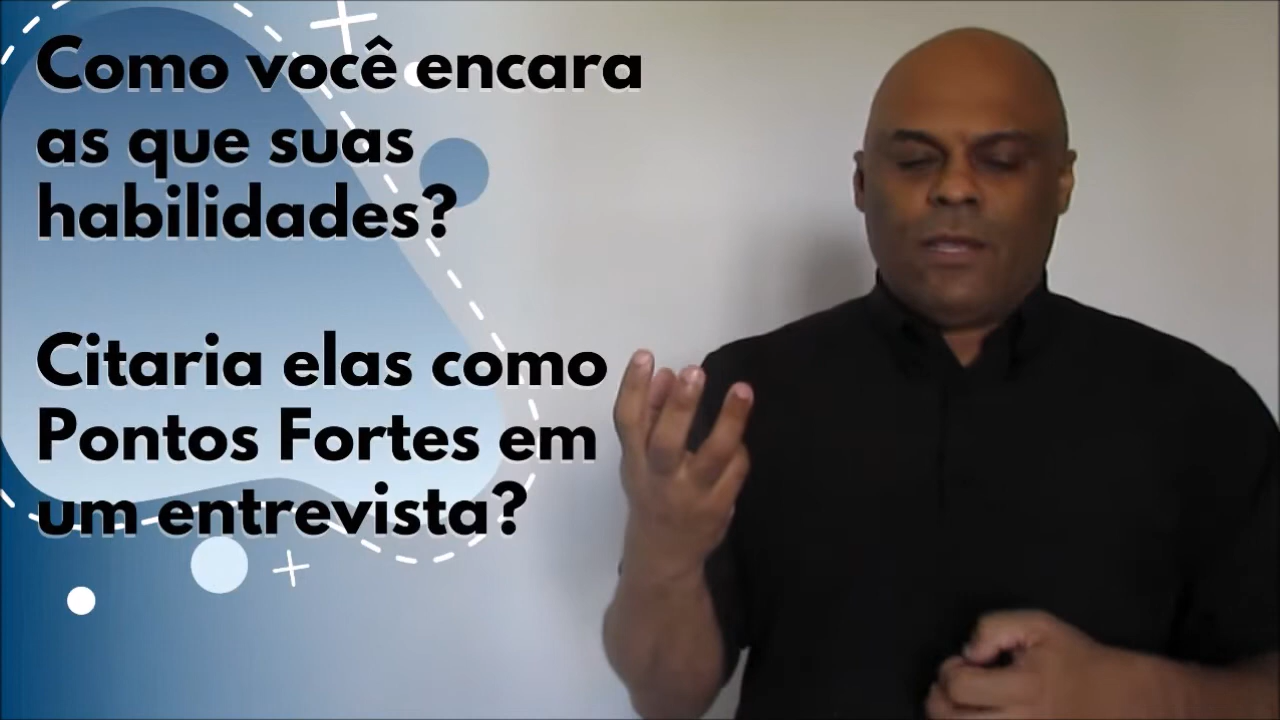 Como você encara
as que suas
habilidades?
Citaria elas como
Pontos Fortes em
um entrevista?